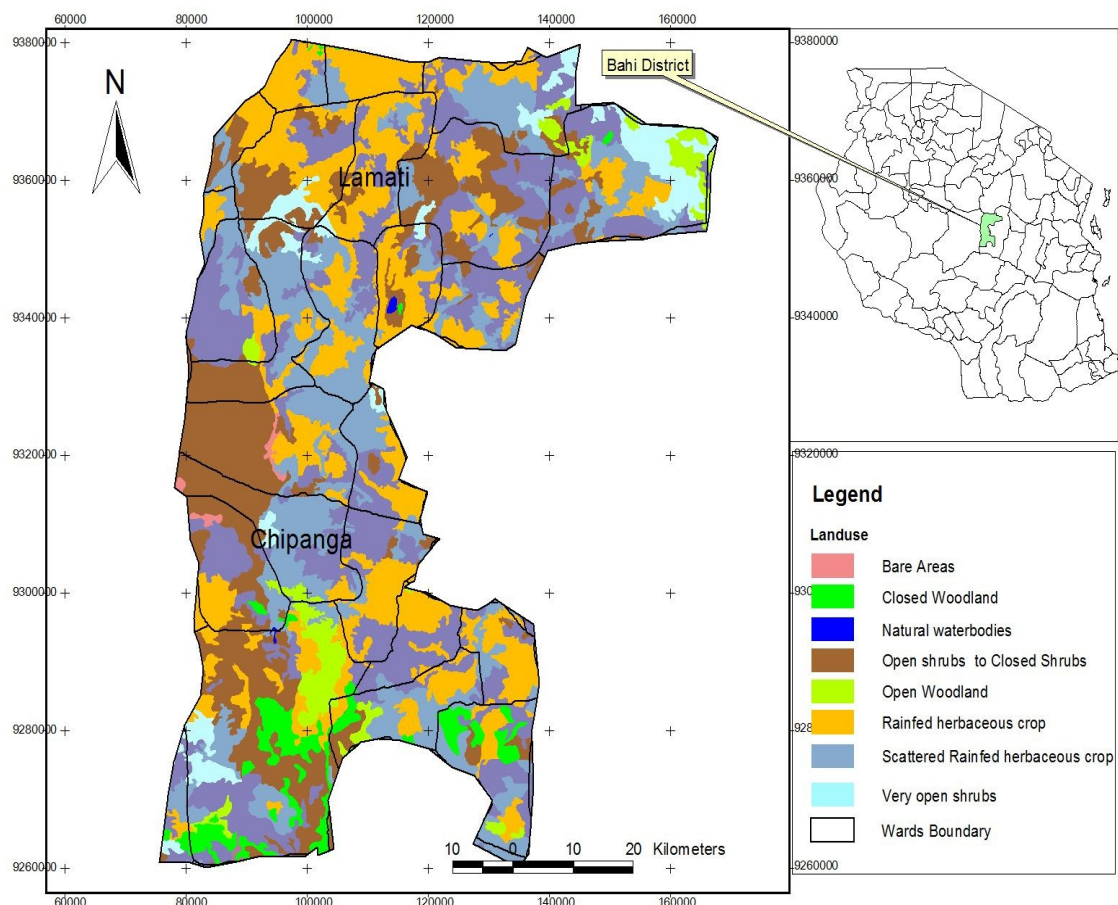 60000 80000 100000 120000 140000 160000
9380000 9380000
Bahi District
N
9360000 9360000
Lamati
9340000 9340000
9320000 9320000
Chipanga
9300000 930
9280000 928
9260000 9260000
10 0 10 20 Kilometers
60000 80000 100000 120000 140000 160000
Legend
Landuse
Bare Areas
Closed Woodland
Natural waterbodies
Open shrubs to Closed Shrubs
Open Woodland
Rainfed herbaceous crop
Scattered Rainfed herbaceous crop
Very open shrubs
Wards Boundary